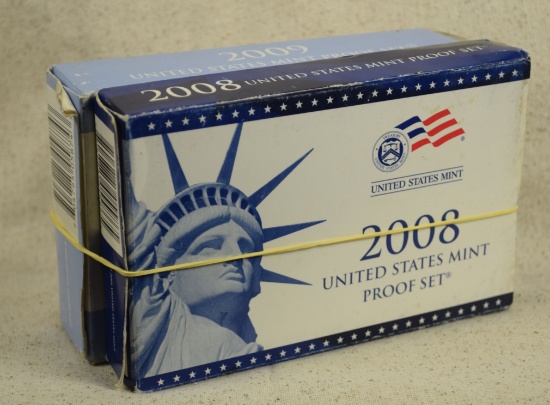 2009
UNITED STATES MINT PROOF SET
2008 UNITED STATES MINT PROOF SET®
UNITED STATES MINT
2008
UNITED STATES MINT
PROOF SET®